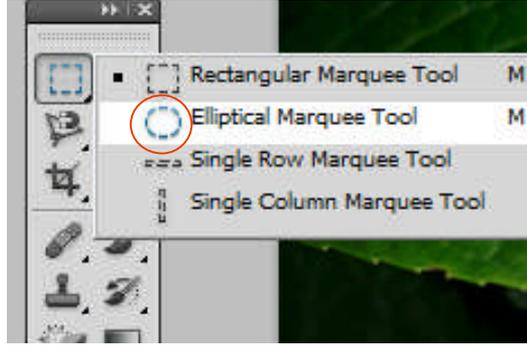 Rectangular Marquee Tool M
Elliptical Marquee Tool M
Single Row Marquee Tool
Single Column Marquee Tool